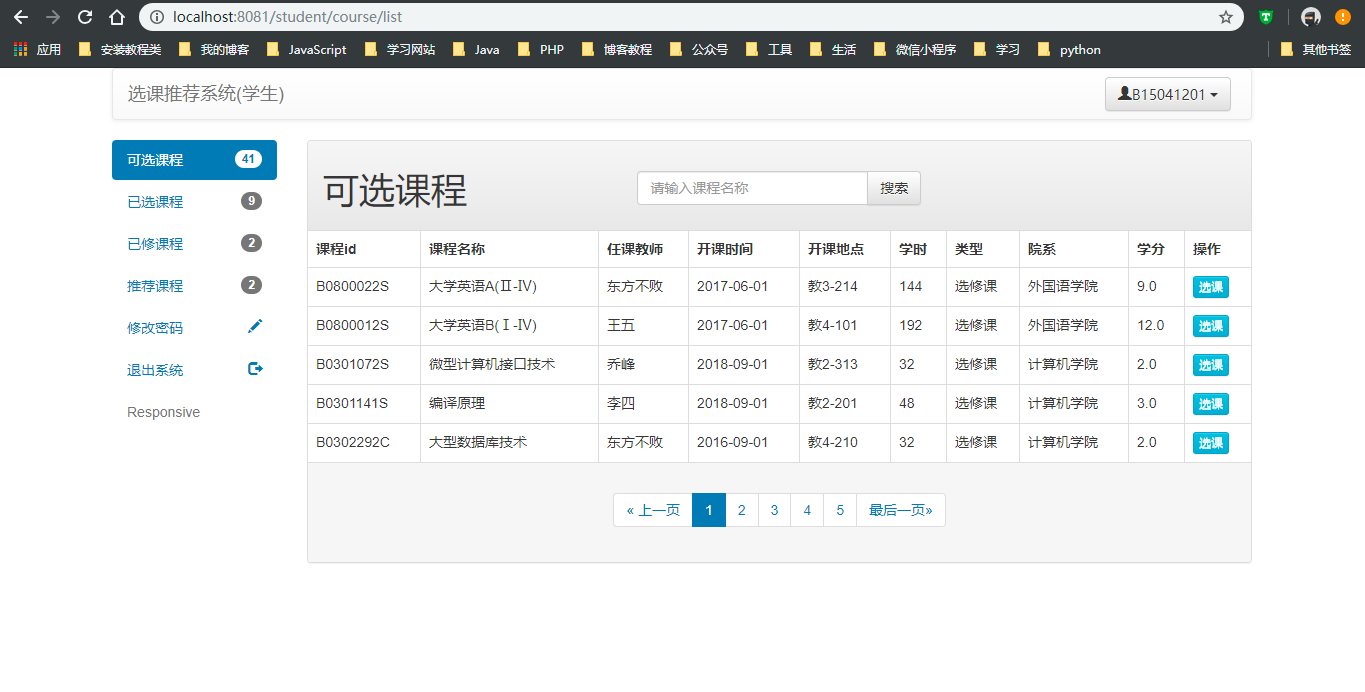 localhost:8081/student/course/list
应用 安装教程类 我的博客 JavaScript 学习网站 Java PHP 博客教程 公众号 工具 生活 微信小程序 学习 python 其他书签
选课推荐系统(学生) B15041201
可选课程 41
已选课程 9
已修课程 2
推荐课程 2
修改密码
退出系统
Responsive
可选课程 请输入课程名称 搜索
课程id 课程名称 任课教师 开课时间 开课地点 学时 类型 院系 学分 操作
B0800022S 大学英语A(Ⅱ-Ⅳ) 东方不败 2017-06-01 教3-214 144 选修课 外国语学院 9.0 选课
B0800012S 大学英语B(Ⅰ-Ⅳ) 王五 2017-06-01 教4-101 192 选修课 外国语学院 12.0 选课
B0301072S 微型计算机接口技术 乔峰 2018-09-01 教2-313 32 选修课 计算机学院 2.0 选课
B0301141S 编译原理 李四 2018-09-01 教2-201 48 选修课 计算机学院 3.0 选课
B0302292C 大型数据库技术 东方不败 2016-09-01 教4-210 32 选修课 计算机学院 2.0 选课
« 上一页 1 2 3 4 5 最后一页»